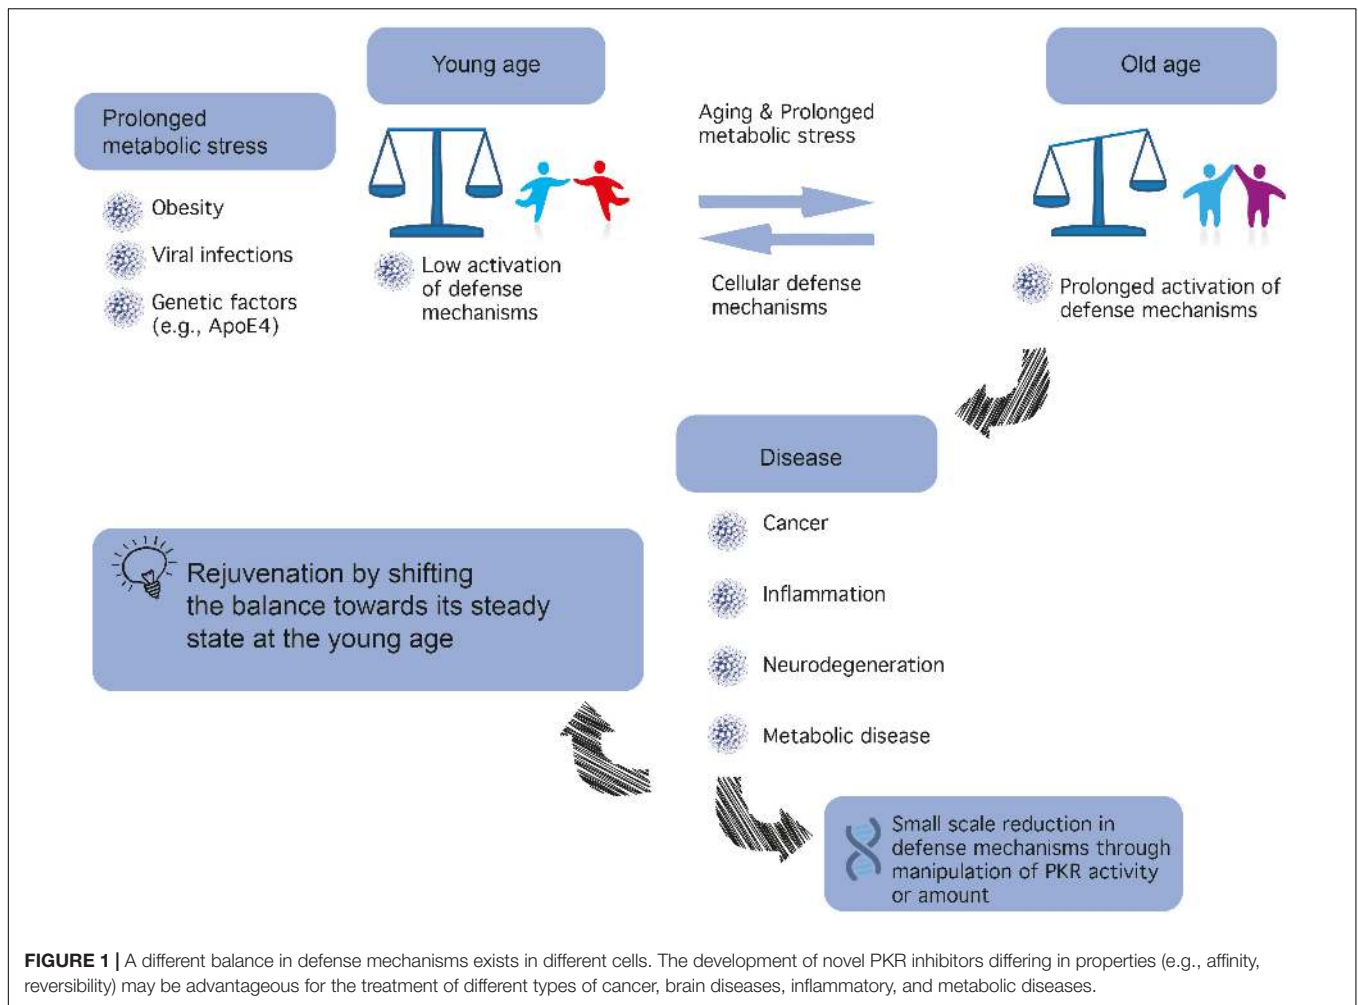 Young age
Old age
Prolonged
metabolic stress
Obesity
Viral infections
Genetic factors
(e.g., ApoE4)
Low activation
of defense
mechanisms
Aging & Prolonged
metabolic stress
Cellular defense
mechanisms
Prolonged activation of
defense mechanisms
Disease
Cancer
Inflammation
Neurodegeneration
Metabolic disease
Rejuvenation by shifting
the balance towards its steady
state at the young age
Small scale reduction in
defense mechanisms through
manipulation of PKR activity
or amount
FIGURE 1 | A different balance in defense mechanisms exists in different cells. The development of novel PKR inhibitors differing in properties (e.g., affinity,
reversibility) may be advantageous for the treatment of different types of cancer, brain diseases, inflammatory, and metabolic diseases.